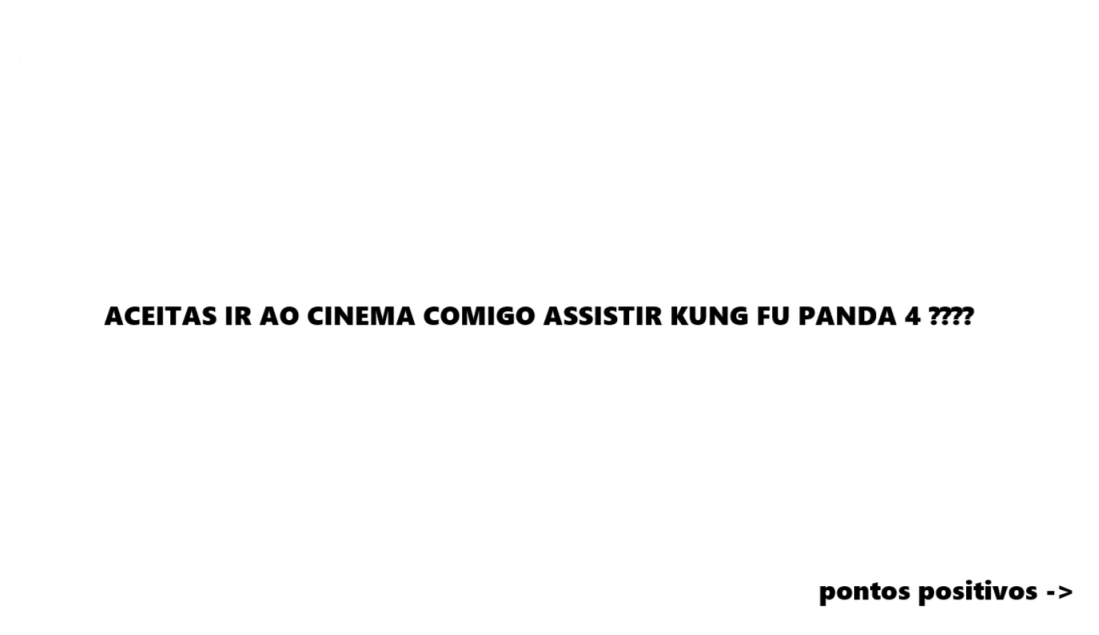 ACEITAS IR AO CINEMA COMIGO ASSISTIR KUNG FU PANDA 4 ????
pontos positivos ->